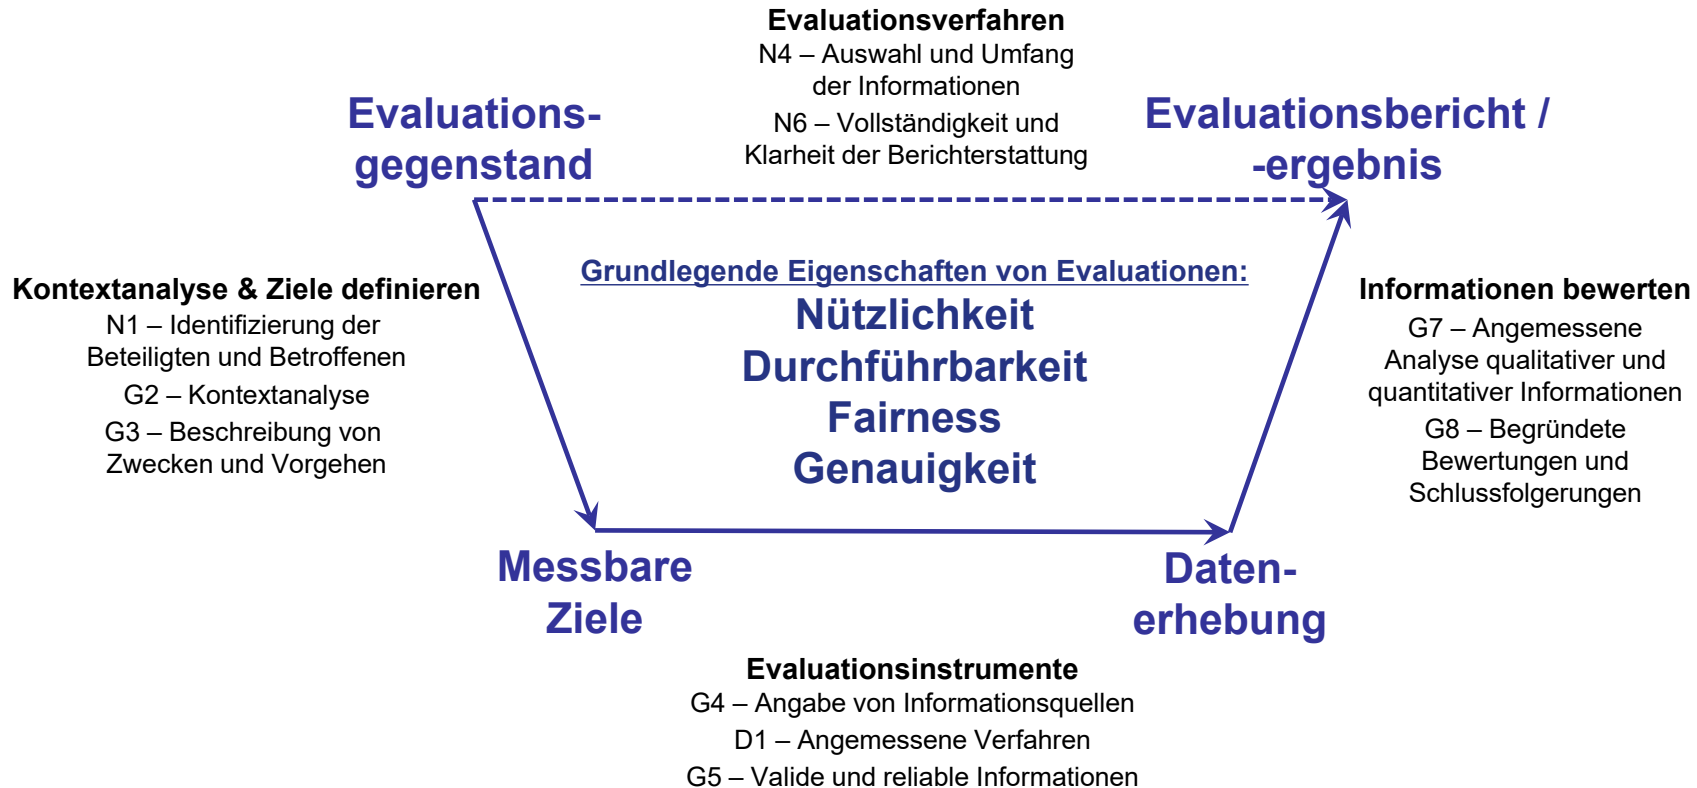 Evaluationsverfahren
N4 – Auswahl und Umfang
der Informationen
N6 – Vollständigkeit und
Klarheit der Berichterstattung
Evaluations-
gegenstand
Evaluationsbericht /
-ergebnis
Kontextanalyse & Ziele definieren
N1 – Identifizierung der
Beteiligten und Betroffenen
G2 – Kontextanalyse
G3 – Beschreibung von
Zwecken und Vorgehen
Grundlegende Eigenschaften von Evaluationen:
Nützlichkeit
Durchführbarkeit
Fairness
Genauigkeit
Informationen bewerten
G7 – Angemessene
Analyse qualitativer und
quantitativer Informationen
G8 – Begründete
Bewertungen und
Schlussfolgerungen
Messbare
Ziele
Daten-
erhebung
Evaluationsinstrumente
G4 – Angabe von Informationsquellen
D1 – Angemessene Verfahren
G5 – Valide und reliable Informationen